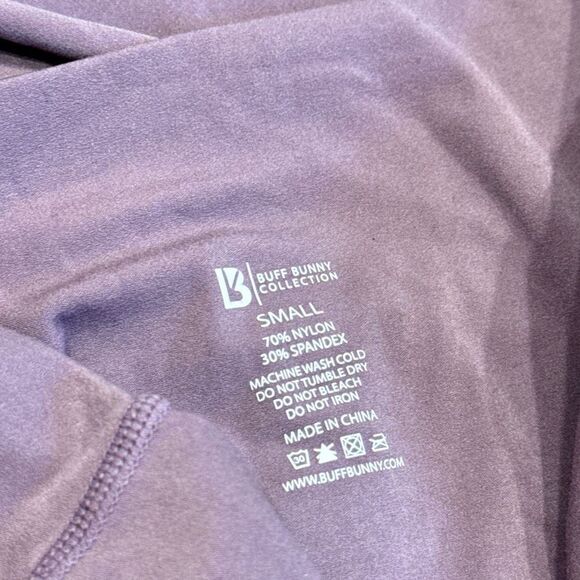 BUFF BUNNY
COLLECTION
SMALL
70% NYLON
30% SPANDEX
MACHINE WASH COLD
DO NOT TUMBLE DRY
DO NOT BLEACH
DO NOT IRON
MADE IN CHINA
30
WWW.BUFFBUNNY.COM